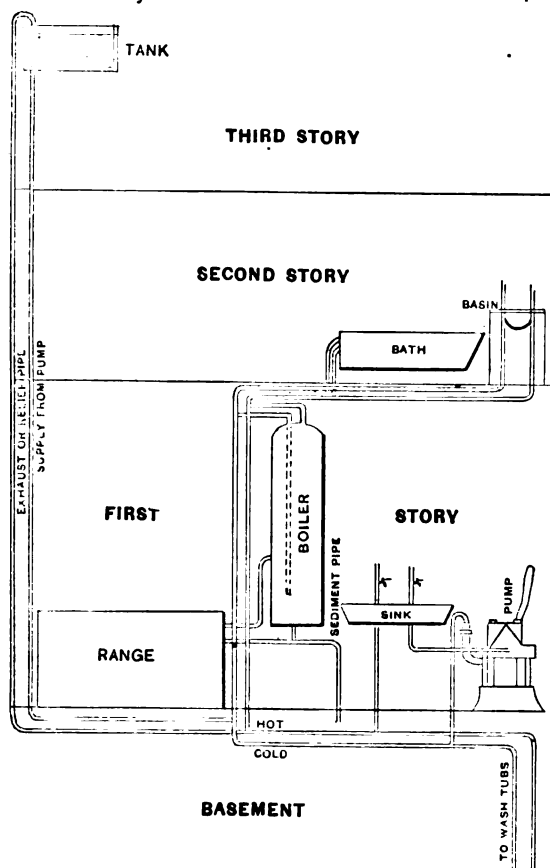 TANK
THIRD STORY
SECOND STORY
BASIN
BATH
EXHAUST OR RELIEF PIPE
SUPPLY FROM PUMP
FIRST
STORY
BOILER
SEDIMENT PIPE
SINK
PUMP
RANGE
HOT
COLD
BASEMENT
TO WASH TUBS